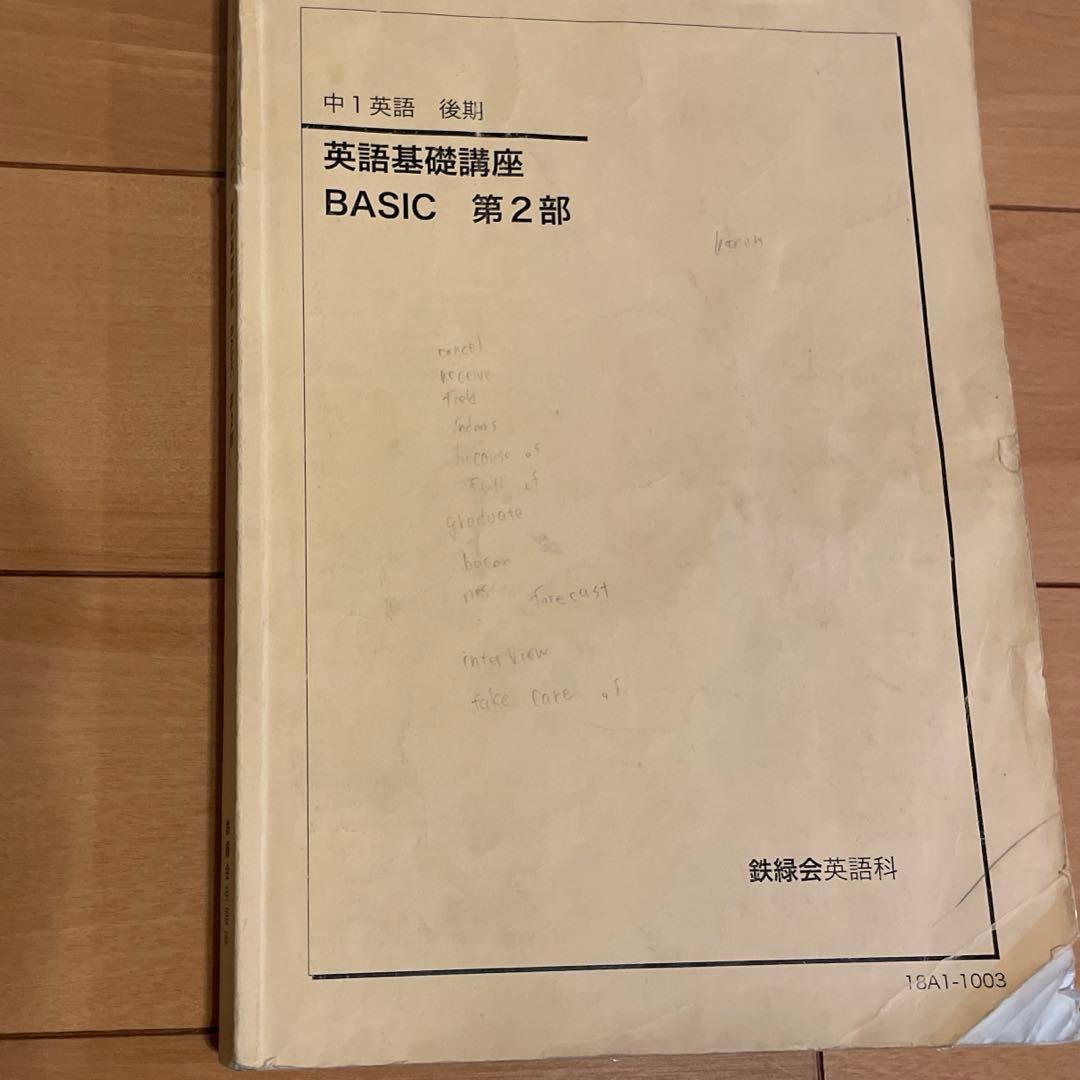 中1英語 後期
英語基礎講座
BASIC 第2部
cancel
receive
field
indoors
because of
full of
graduate
bacon
forecast
interview
take care of
鉄緑会英語科
18A1-1003